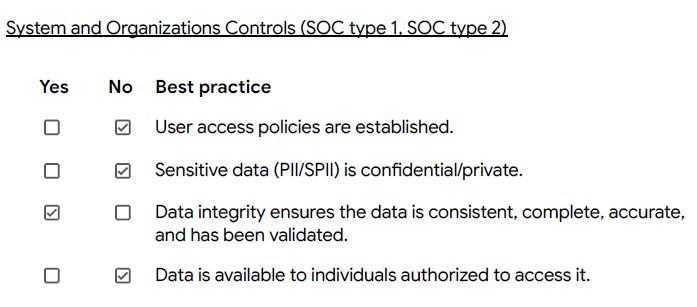 System and Organizations Controls (SOC type 1, SOC type 2)
Yes No Best practice
User access policies are established.
Sensitive data (PII/SPII) is confidential/private.
Data integrity ensures the data is consistent, complete, accurate,
and has been validated.
Data is available to individuals authorized to access it.